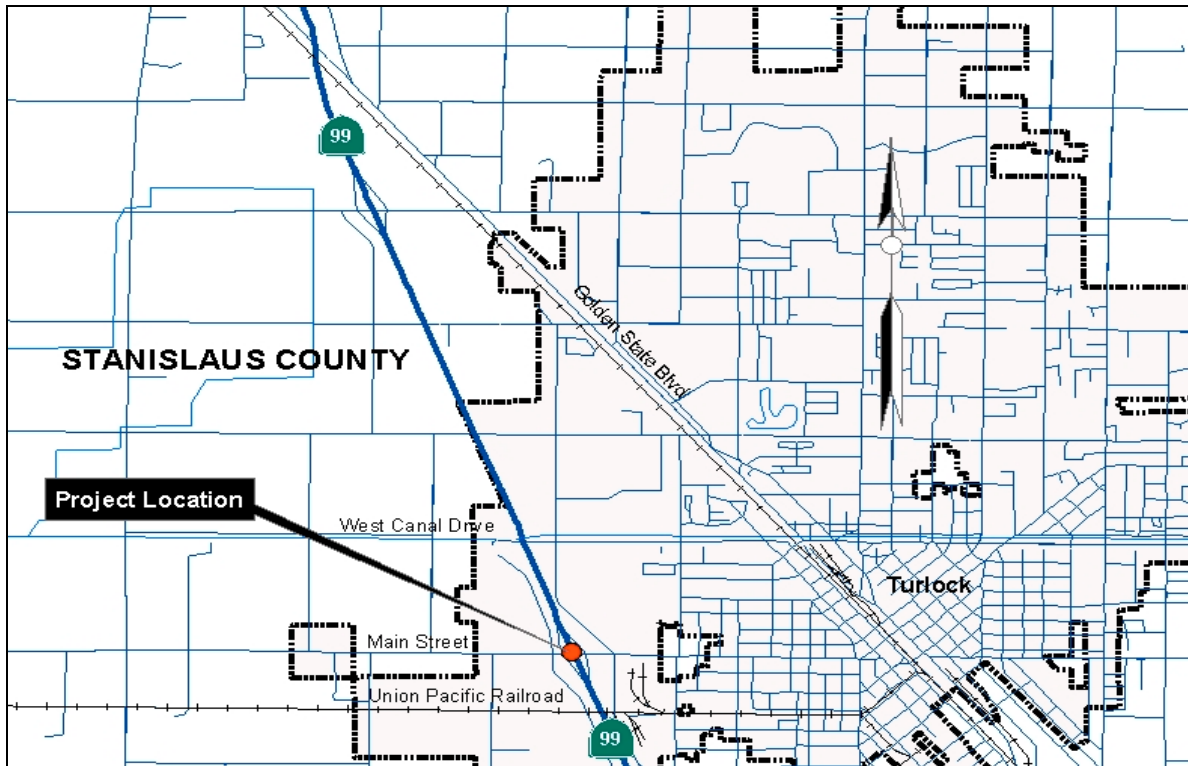 99
Golden State Blvd
STANISLAUS COUNTY
Project Location
West Canal Drive
Turlock
Main Street
Union Pacific Railroad
99